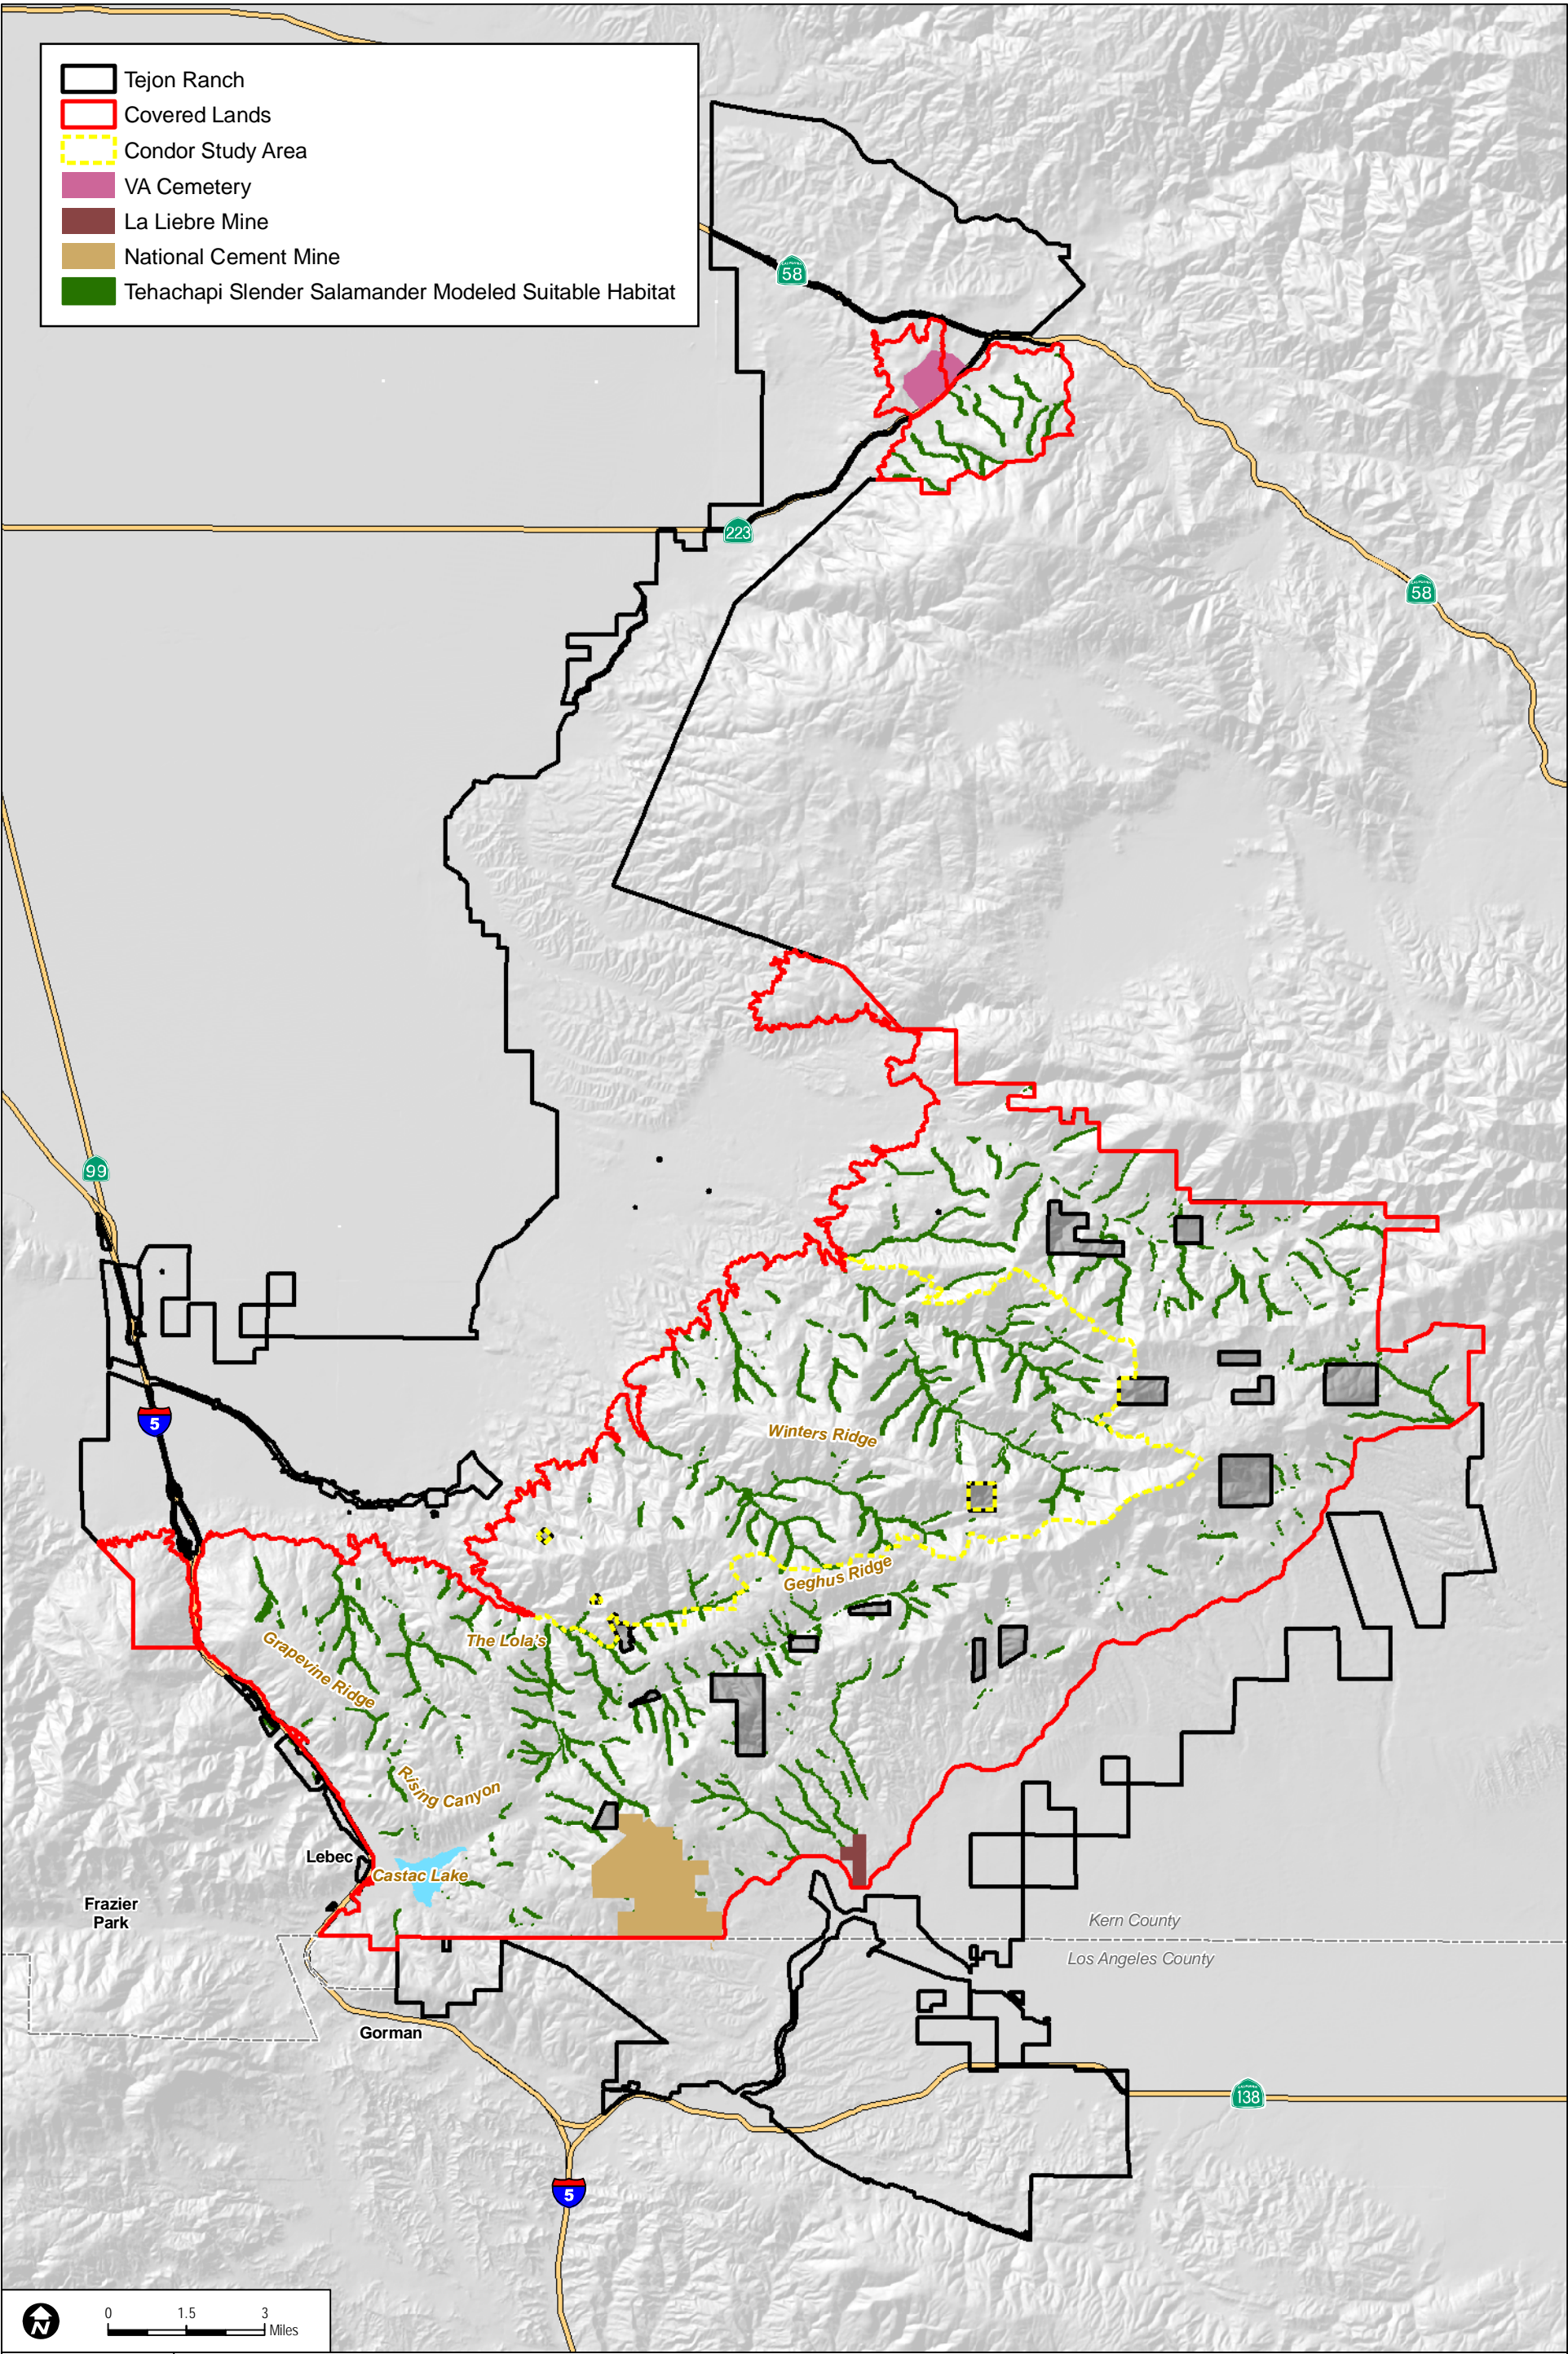 Tejon Ranch
Covered Lands
Condor Study Area
VA Cemetery
La Liebre Mine
National Cement Mine
Tehachapi Slender Salamander Modeled Suitable Habitat
58
223
58
99
5
Winters Ridge
Geghus Ridge
The Lola's
Grapevine Ridge
Rising Canyon
Lebec
Castac Lake
Frazier
Park
Kern County
Los Angeles County
Gorman
138
5
N
0 1.5 3
Miles